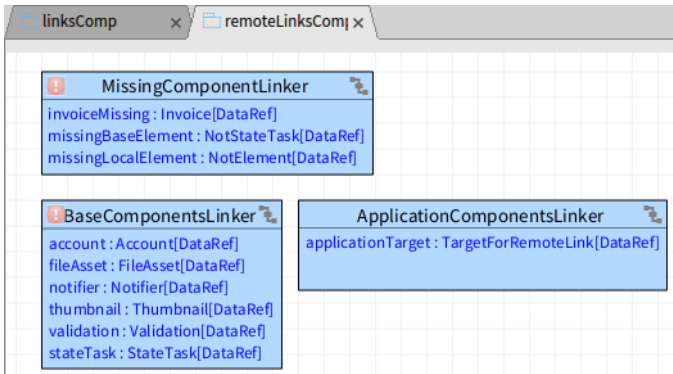 linksComp
remoteLinksComp
MissingComponentLinker
invoiceMissing : Invoice[DataRef]
missingBaseElement : NotStateTask[DataRef]
missingLocalElement : NotElement[DataRef]
BaseComponentsLinker
account : Account[DataRef]
fileAsset : FileAsset[DataRef]
notifier : Notifier[DataRef]
thumbnail : Thumbnail[DataRef]
validation : Validation[DataRef]
stateTask : StateTask[DataRef]
ApplicationComponentsLinker
applicationTarget : TargetForRemoteLink[DataRef]